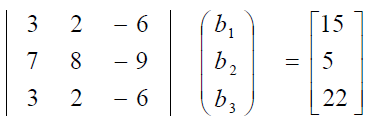 | 3 2 − 6 | ( b₁ ) [ 15 ]
| 7 8 − 9 | ( b₂ ) = [ 5 ]
| 3 2 − 6 | ( b₃ ) [ 22 ]